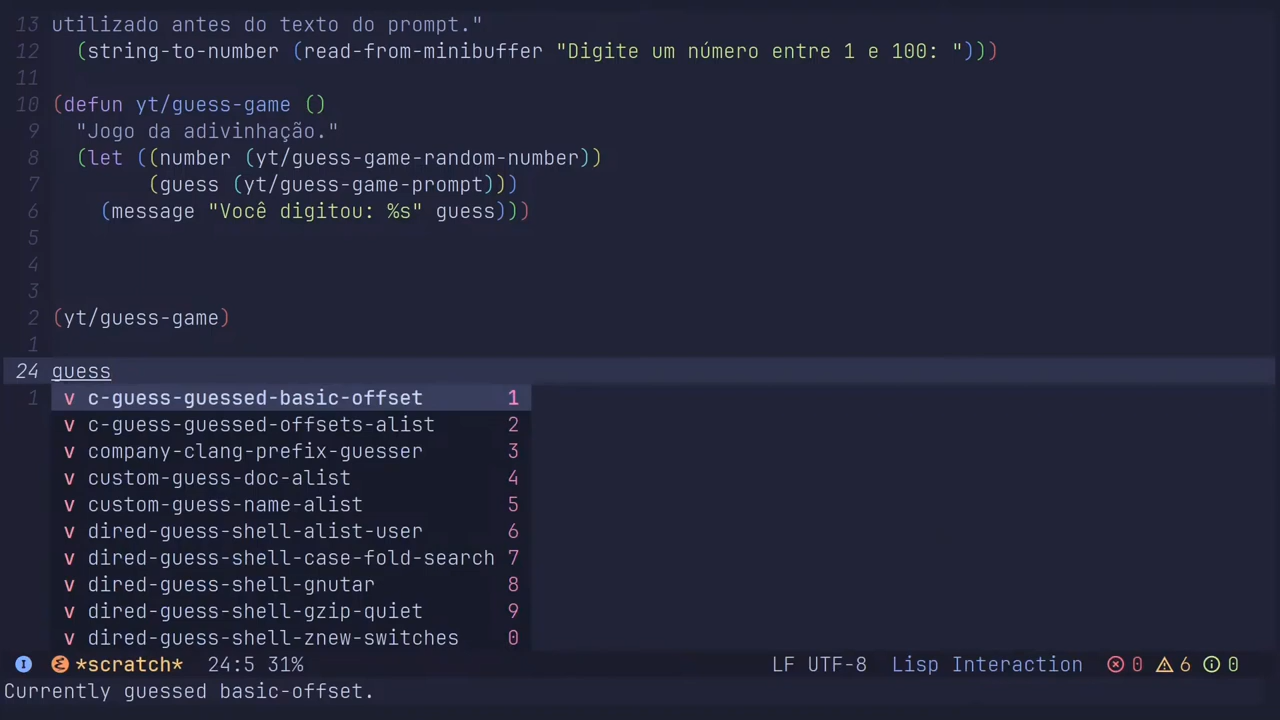 13 utilizado antes do texto do prompt."
12 (string-to-number (read-from-minibuffer "Digite um número entre 1 e 100: ")))
11
10 (defun yt/guess-game ()
9 "Jogo da adivinhação."
8 (let ((number (yt/guess-game-random-number))
7 (guess (yt/guess-game-prompt)))
6 (message "Você digitou: %s" guess)))
5
4
3
2 (yt/guess-game)
1
24 guess
1 v c-guess-guessed-basic-offset 1
v c-guess-guessed-offsets-alist 2
v company-clang-prefix-guesser 3
v custom-guess-doc-alist 4
v custom-guess-name-alist 5
v dired-guess-shell-alist-user 6
v dired-guess-shell-case-fold-search 7
v dired-guess-shell-gnutar 8
v dired-guess-shell-gzip-quiet 9
v dired-guess-shell-znew-switches 0
I *scratch* 24:5 31% LF UTF-8 Lisp Interaction 0 6 0
Currently guessed basic-offset.